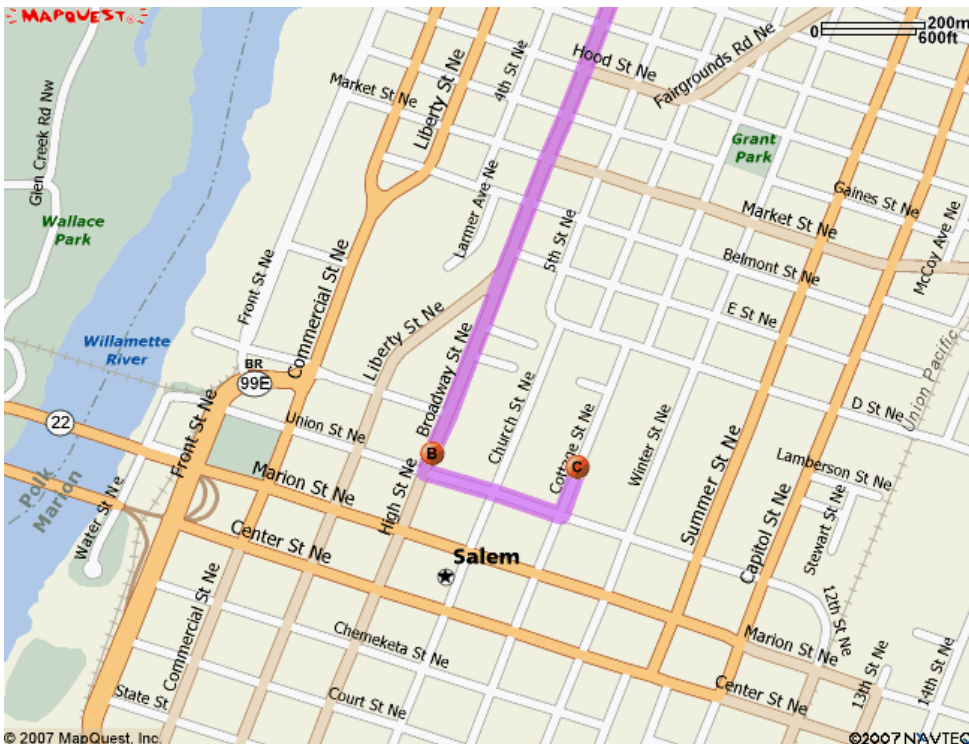 MAPQUEST
200m
0
600ft
Hood St Ne
Fairgrounds Rd Ne
4th St Ne
Liberty St Ne
Market St Ne
Glen Creek Rd Nw
Grant
Park
Gaines St Ne
Wallace
Park
Larmer Ave Ne
Market St Ne
5th St Ne
McCoy Ave Ne
Belmont St Ne
Front St Ne
Commercial St Ne
E St Ne
Willamette
River
Liberty St Ne
Broadway St Ne
Union Pacific
BR
99E
Church St Ne
D St Ne
22
Front St Ne
Union St Ne
B
Cottage St Ne
C
Winter St Ne
Summer St Ne
Lamberson St Ne
Marion St Ne
High St Ne
Polk
Marion
Water St Ne
Center St Ne
Salem
Capitol St Ne
Stewart St Ne
12th St Ne
Commercial St Ne
Chemeketa St Ne
Marion St Ne
State St
Court St Ne
Center St Ne
13th St Ne
14th St Ne
© 2007 MapQuest, Inc.
©2007 NAVTEQ